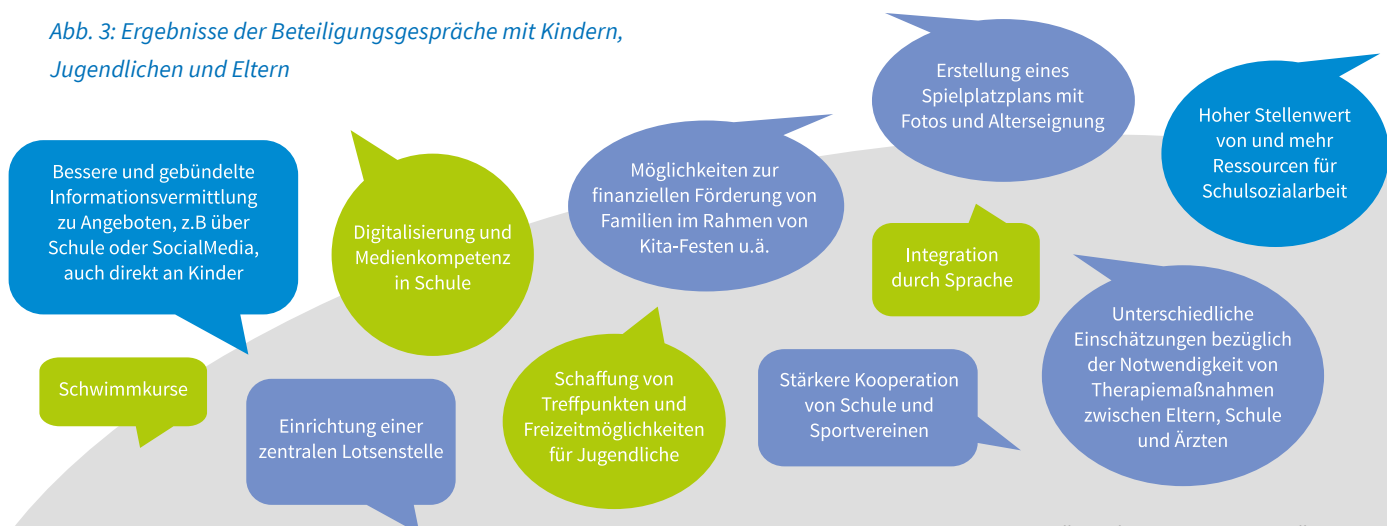 Abb. 3: Ergebnisse der Beteiligungsgespräche mit Kindern,
Jugendlichen und Eltern
Bessere und gebündelte
Informationsvermittlung
zu Angeboten, z.B über
Schule oder SocialMedia,
auch direkt an Kinder
Digitalisierung und
Medienkompetenz
in Schule
Möglichkeiten zur
finanziellen Förderung von
Familien im Rahmen von
Kita-Festen u.ä.
Erstellung eines
Spielplatzplans mit
Fotos und Alterseignung
Hoher Stellenwert
von und mehr
Ressourcen für
Schulsozialarbeit
Integration
durch Sprache
Schwimmkurse
Einrichtung einer
zentralen Lotsenstelle
Schaffung von
Treffpunkten und
Freizeitmöglichkeiten
für Jugendliche
Stärkere Kooperation
von Schule und
Sportvereinen
Unterschiedliche
Einschätzungen bezüglich
der Notwendigkeit von
Therapiemaßnahmen
zwischen Eltern, Schule
und Ärzten